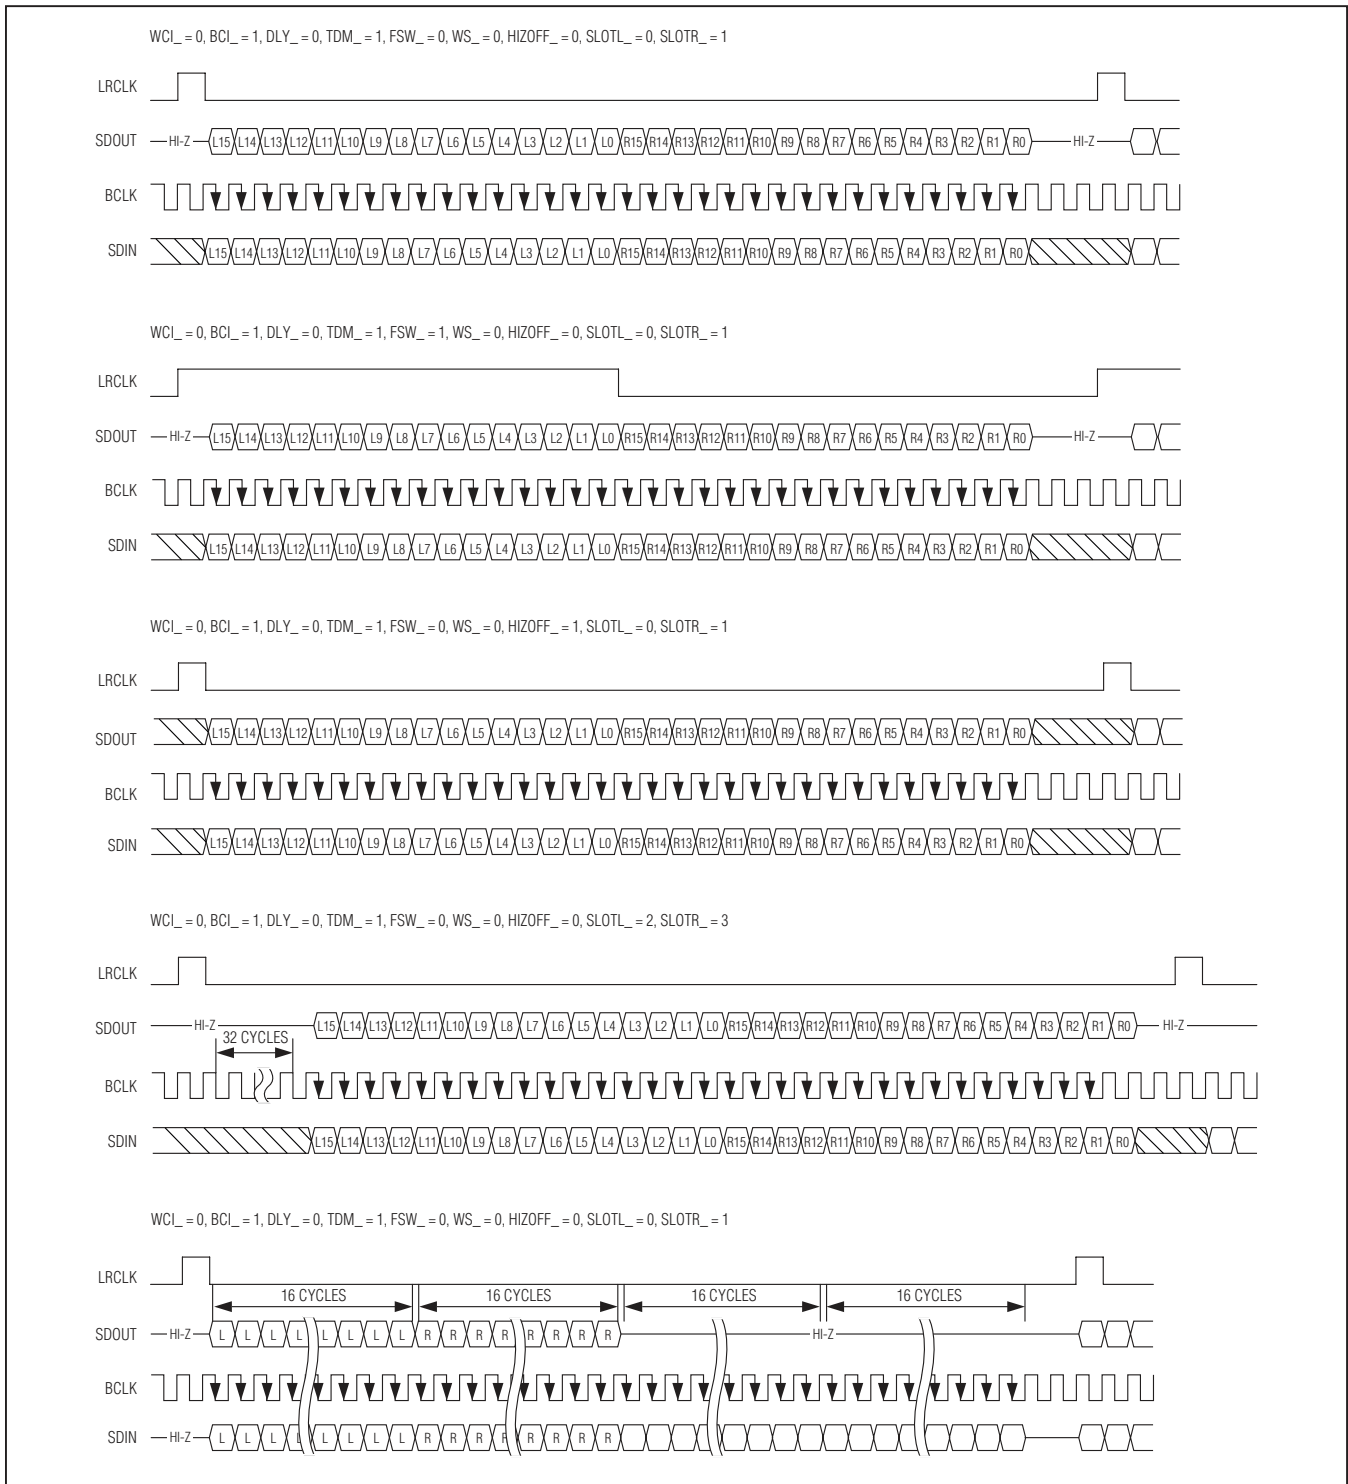 WCI_ = 0, BCI_ = 1, DLY_ = 0, TDM_ = 1, FSW_ = 0, WS_ = 0, HIZOFF_ = 0, SLOTL_ = 0, SLOTR_ = 1
LRCLK
SDOUT HI-Z L15 L14 L13 L12 L11 L10 L9 L8 L7 L6 L5 L4 L3 L2 L1 L0 R15 R14 R13 R12 R11 R10 R9 R8 R7 R6 R5 R4 R3 R2 R1 R0 HI-Z
BCLK
SDIN L15 L14 L13 L12 L11 L10 L9 L8 L7 L6 L5 L4 L3 L2 L1 L0 R15 R14 R13 R12 R11 R10 R9 R8 R7 R6 R5 R4 R3 R2 R1 R0
WCI_ = 0, BCI_ = 1, DLY_ = 0, TDM_ = 1, FSW_ = 1, WS_ = 0, HIZOFF_ = 0, SLOTL_ = 0, SLOTR_ = 1
LRCLK
SDOUT HI-Z L15 L14 L13 L12 L11 L10 L9 L8 L7 L6 L5 L4 L3 L2 L1 L0 R15 R14 R13 R12 R11 R10 R9 R8 R7 R6 R5 R4 R3 R2 R1 R0 HI-Z
BCLK
SDIN L15 L14 L13 L12 L11 L10 L9 L8 L7 L6 L5 L4 L3 L2 L1 L0 R15 R14 R13 R12 R11 R10 R9 R8 R7 R6 R5 R4 R3 R2 R1 R0
WCI_ = 0, BCI_ = 1, DLY_ = 0, TDM_ = 1, FSW_ = 0, WS_ = 0, HIZOFF_ = 1, SLOTL_ = 0, SLOTR_ = 1
LRCLK
SDOUT L15 L14 L13 L12 L11 L10 L9 L8 L7 L6 L5 L4 L3 L2 L1 L0 R15 R14 R13 R12 R11 R10 R9 R8 R7 R6 R5 R4 R3 R2 R1 R0
BCLK
SDIN L15 L14 L13 L12 L11 L10 L9 L8 L7 L6 L5 L4 L3 L2 L1 L0 R15 R14 R13 R12 R11 R10 R9 R8 R7 R6 R5 R4 R3 R2 R1 R0
WCI_ = 0, BCI_ = 1, DLY_ = 0, TDM_ = 1, FSW_ = 0, WS_ = 0, HIZOFF_ = 0, SLOTL_ = 2, SLOTR_ = 3
LRCLK
SDOUT HI-Z L15 L14 L13 L12 L11 L10 L9 L8 L7 L6 L5 L4 L3 L2 L1 L0 R15 R14 R13 R12 R11 R10 R9 R8 R7 R6 R5 R4 R3 R2 R1 R0 HI-Z
32 CYCLES
BCLK
SDIN L15 L14 L13 L12 L11 L10 L9 L8 L7 L6 L5 L4 L3 L2 L1 L0 R15 R14 R13 R12 R11 R10 R9 R8 R7 R6 R5 R4 R3 R2 R1 R0
WCI_ = 0, BCI_ = 1, DLY_ = 0, TDM_ = 1, FSW_ = 0, WS_ = 0, HIZOFF_ = 0, SLOTL_ = 0, SLOTR_ = 1
LRCLK
16 CYCLES 16 CYCLES 16 CYCLES 16 CYCLES
SDOUT HI-Z L L L L L L L L R R R R R R R R HI-Z
BCLK
SDIN HI-Z L L L L L L L L R R R R R R R R